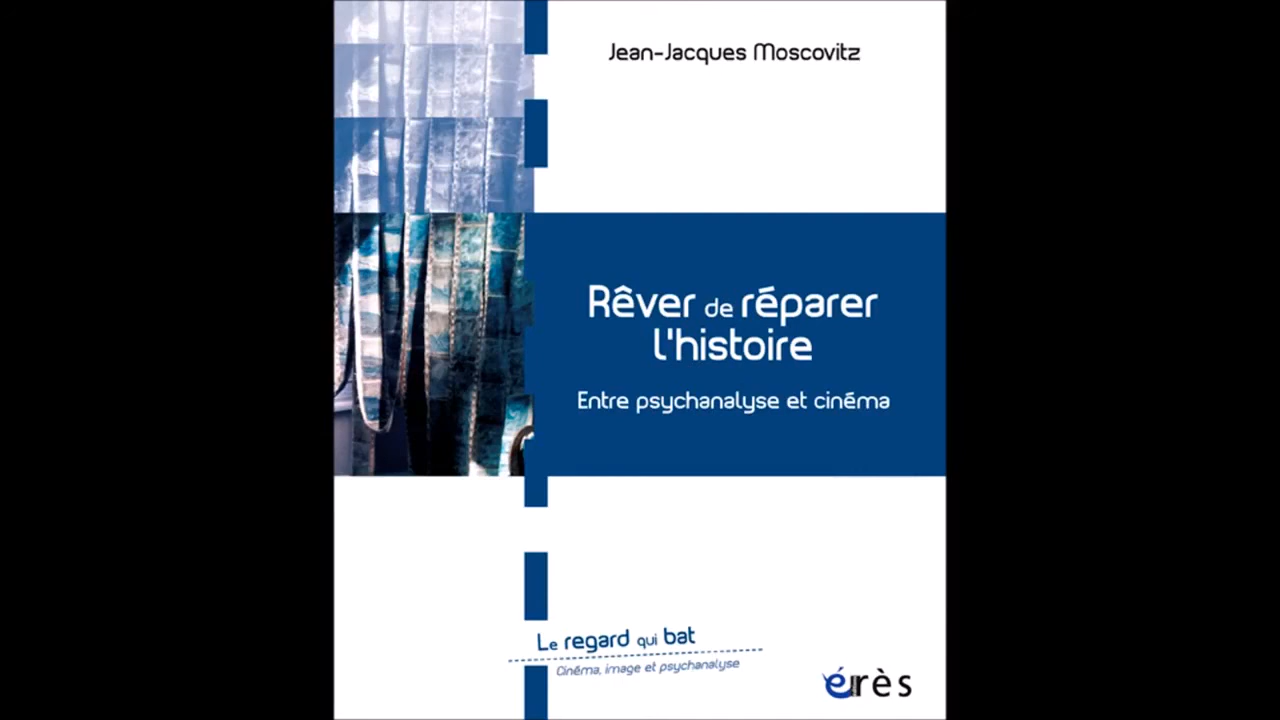 Jean-Jacques Moscovitz
Rêver de réparer
l'histoire
Entre psychanalyse et cinéma
Le regard qui bat
Cinéma, image et psychanalyse
érès